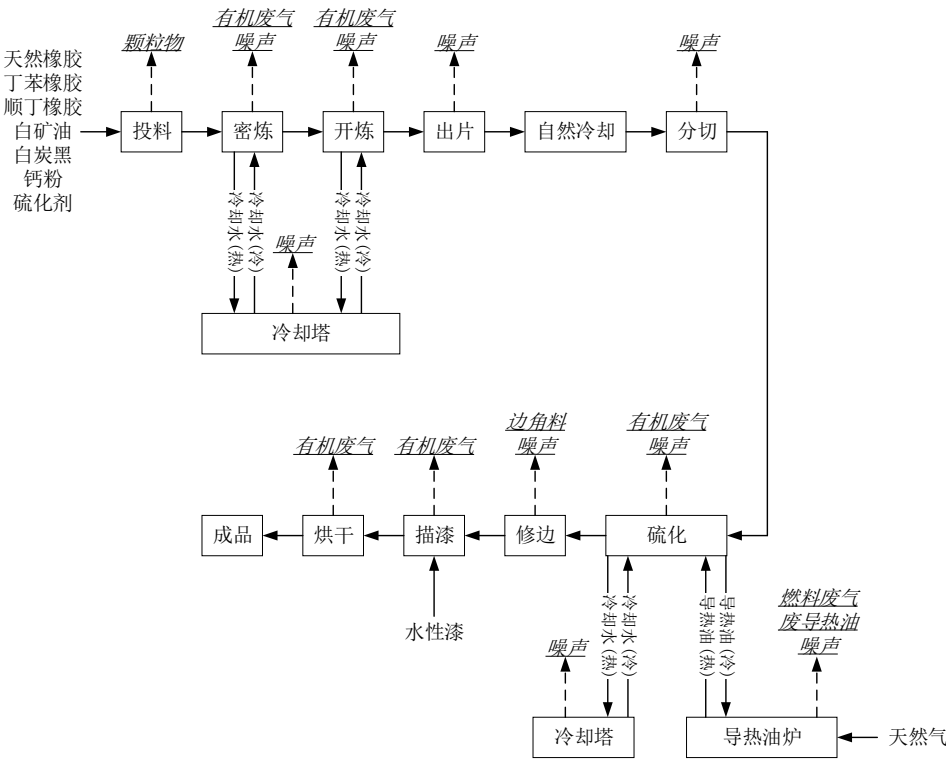 有机废气
噪声
有机废气
噪声
颗粒物
噪声
噪声
天然橡胶
丁苯橡胶
顺丁橡胶
白矿油
白炭黑
钙粉
硫化剂
投料
密炼
开炼
出片
自然冷却
分切
冷却水(热)
冷却水(冷)
冷却水(热)
冷却水(冷)
噪声
冷却塔
有机废气
有机废气
边角料
噪声
有机废气
噪声
成品
烘干
描漆
修边
硫化
水性漆
冷却水(热)
冷却水(冷)
导热油(热)
导热油(冷)
噪声
燃料废气
废导热油
噪声
冷却塔
导热油炉
天然气